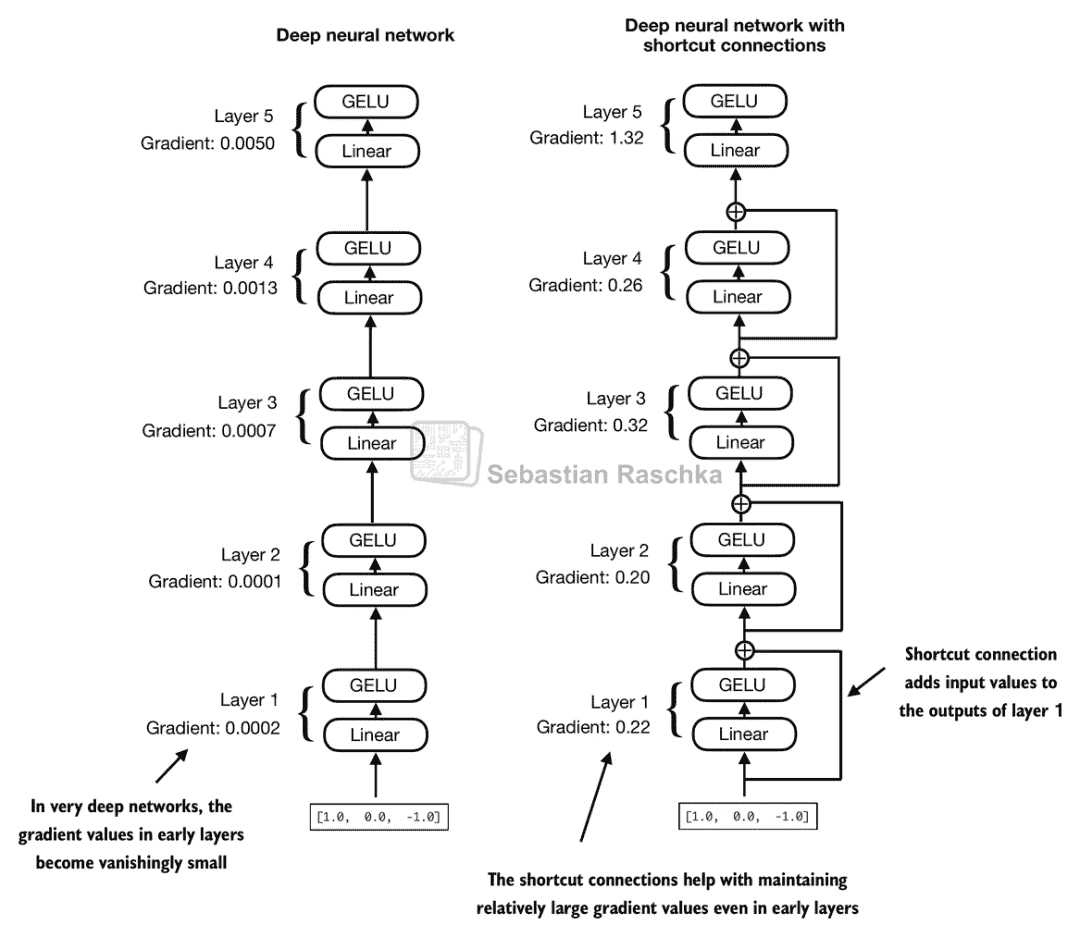 Deep neural network
Layer 5
Gradient: 0.0050
GELU
Linear
Layer 4
Gradient: 0.0013
GELU
Linear
Layer 3
Gradient: 0.0007
GELU
Linear
Layer 2
Gradient: 0.0001
GELU
Linear
Layer 1
Gradient: 0.0002
GELU
Linear
[1.0, 0.0, -1.0]
In very deep networks, the
gradient values in early layers
become vanishingly small
Deep neural network with
shortcut connections
Layer 5
Gradient: 1.32
GELU
Linear
Layer 4
Gradient: 0.26
GELU
Linear
Layer 3
Gradient: 0.32
GELU
Linear
Layer 2
Gradient: 0.20
GELU
Linear
Layer 1
Gradient: 0.22
GELU
Linear
[1.0, 0.0, -1.0]
Shortcut connection
adds input values to
the outputs of layer 1
The shortcut connections help with maintaining
relatively large gradient values even in early layers
Sebastian Raschka